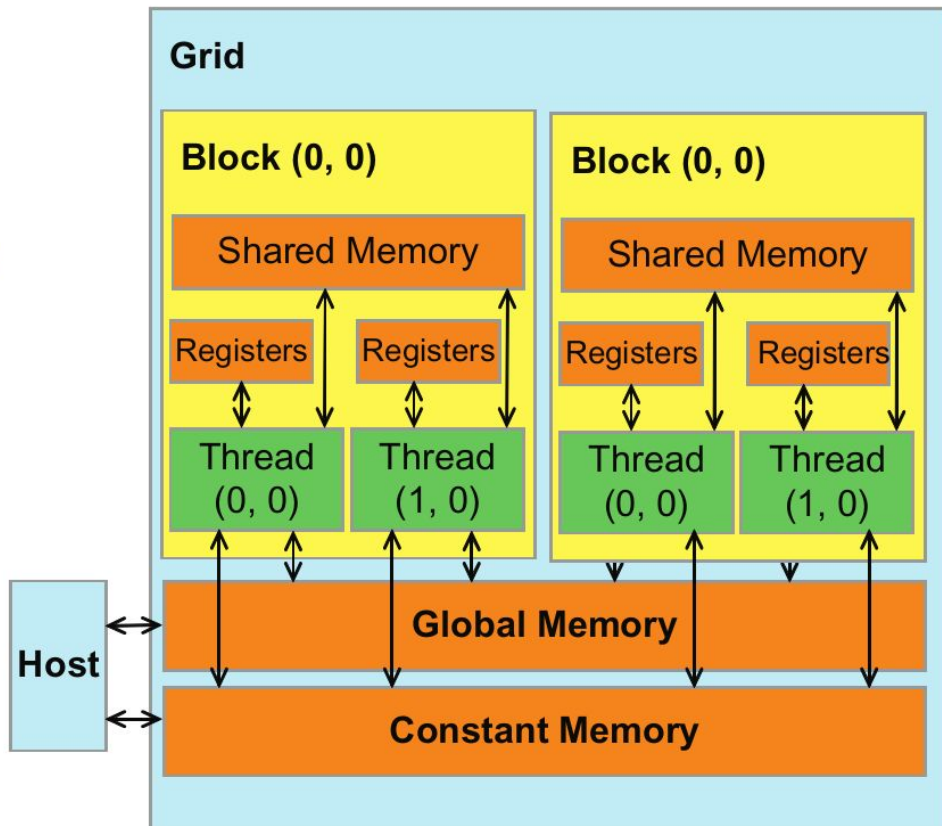 Grid
Block (0, 0)
Shared Memory
Registers
Registers
Thread
(0, 0)
Thread
(1, 0)
Block (0, 0)
Shared Memory
Registers
Registers
Thread
(0, 0)
Thread
(1, 0)
Host
Global Memory
Constant Memory